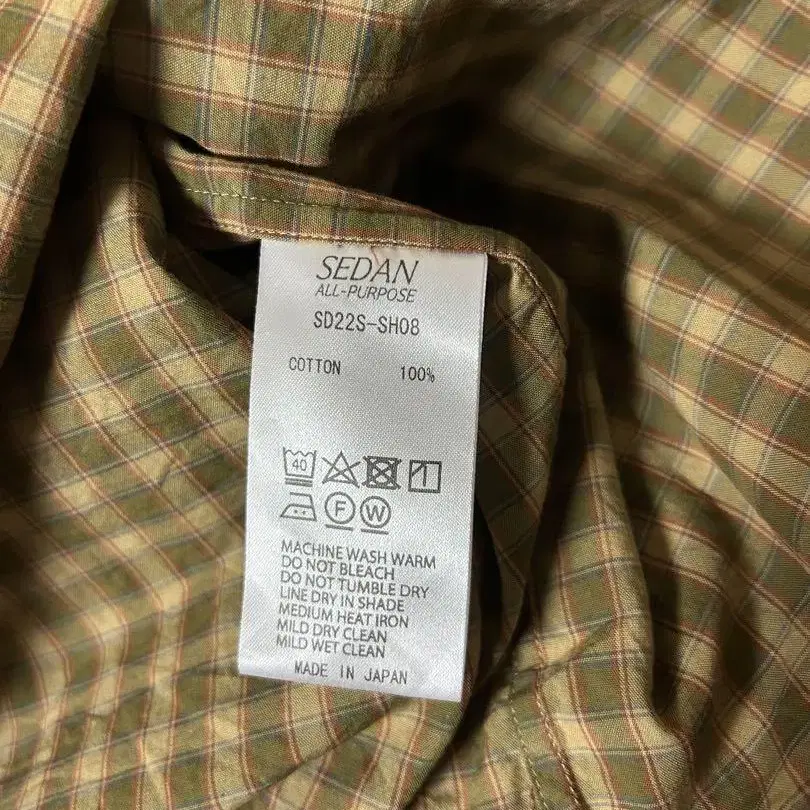 SEDAN
ALL-PURPOSE
SD22S-SH08
COTTON 100%
40
F W
MACHINE WASH WARM
DO NOT BLEACH
DO NOT TUMBLE DRY
LINE DRY IN SHADE
MEDIUM HEAT IRON
MILD DRY CLEAN
MILD WET CLEAN
MADE IN JAPAN